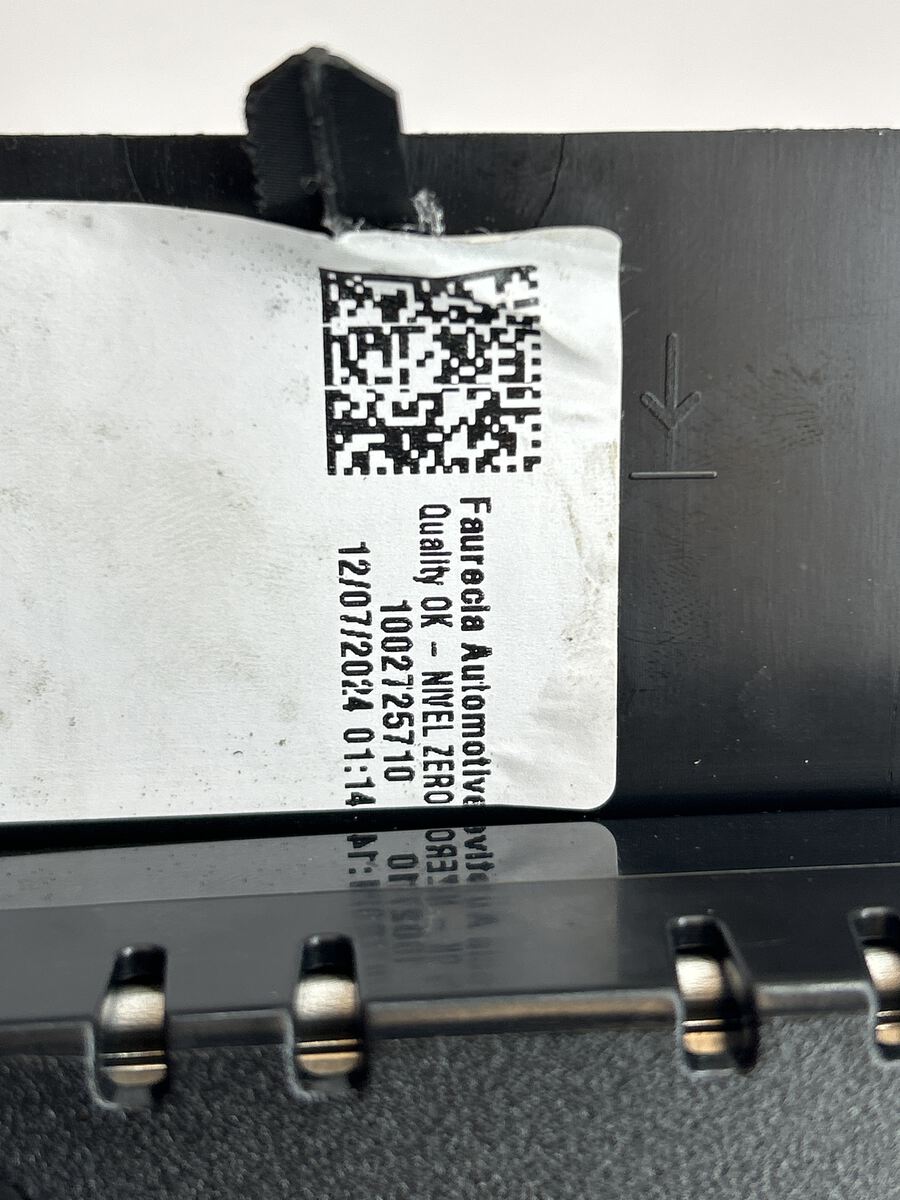 Faurecia Automotive
Quality OK - NIVEL ZERO
1002725710
12/07/2024 01:14